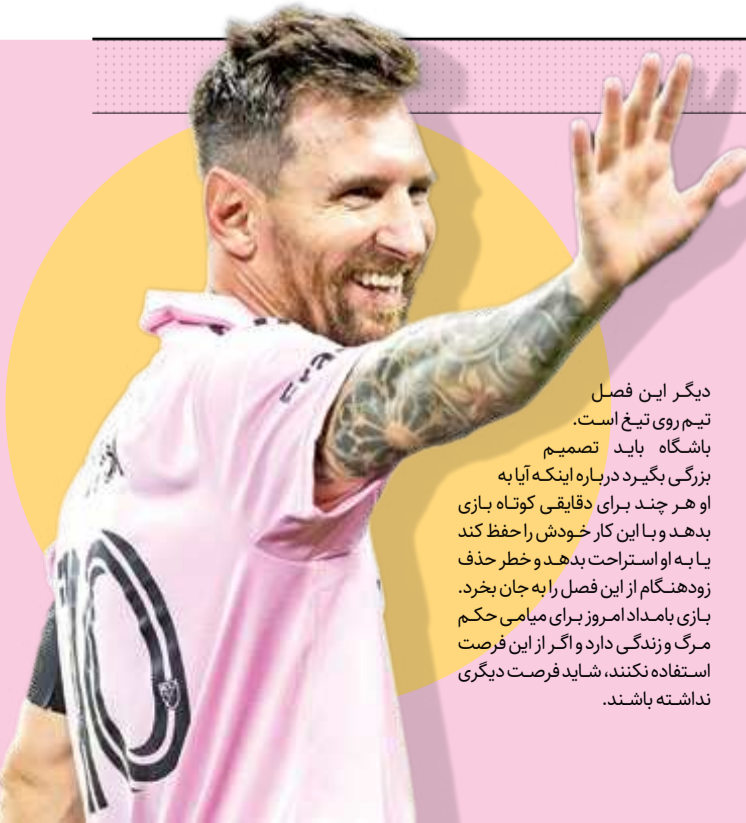 دیگر این فصل
تیم روی تیغ است.
باشگاه باید تصمیم
بزرگی بگیرد درباره اینکه آیا به
او هر چند برای دقایقی کوتاه بازی
بدهد و با این کار خودش را حفظ کند
یا به او استراحت بدهد و خطر حذف
زودهنگام از این فصل را به جان بخرد.
بازی بامداد امروز برای میامی حکم
مرگ و زندگی دارد و اگر از این فرصت
استفاده نکنند، شاید فرصت دیگری
نداشته باشند.
10